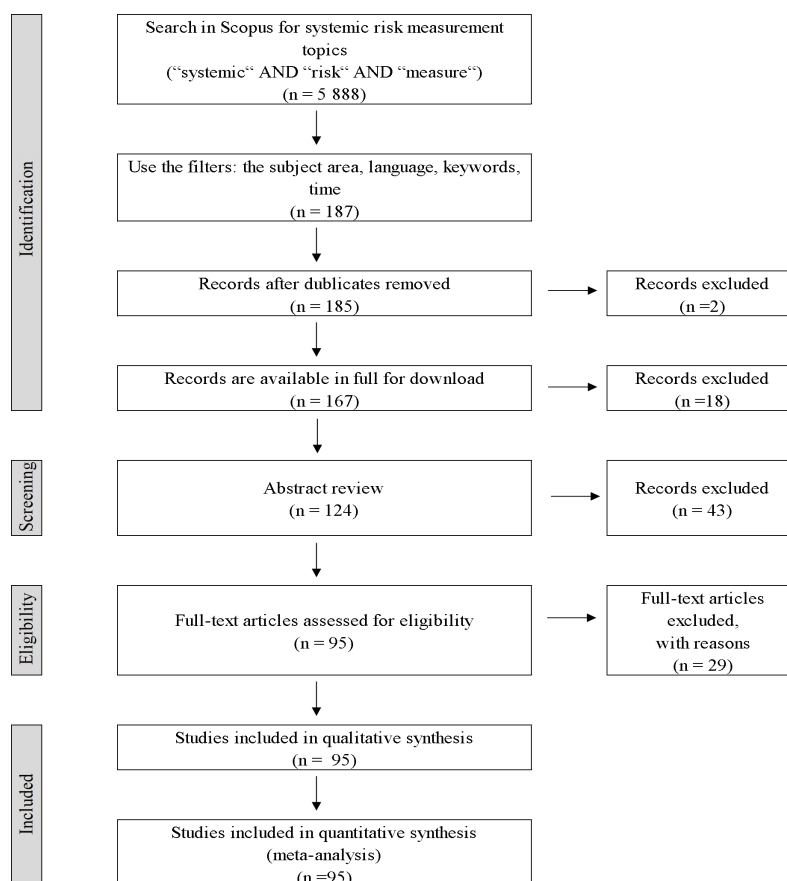 Identification
Search in Scopus for systemic risk measurement
topics
(“systemic“ AND “risk“ AND “measure“)
(n = 5 888)
Use the filters: the subject area, language, keywords,
time
(n = 187)
Records after dublicates removed
(n = 185)
Records excluded
(n =2)
Records are available in full for download
(n = 167)
Records excluded
(n =18)
Screening
Abstract review
(n = 124)
Records excluded
(n = 43)
Eligibility
Full-text articles assessed for eligibility
(n = 95)
Full-text articles
excluded,
with reasons
(n = 29)
Included
Studies included in qualitative synthesis
(n =  95)
Studies included in quantitative synthesis
(meta-analysis)
(n =95)